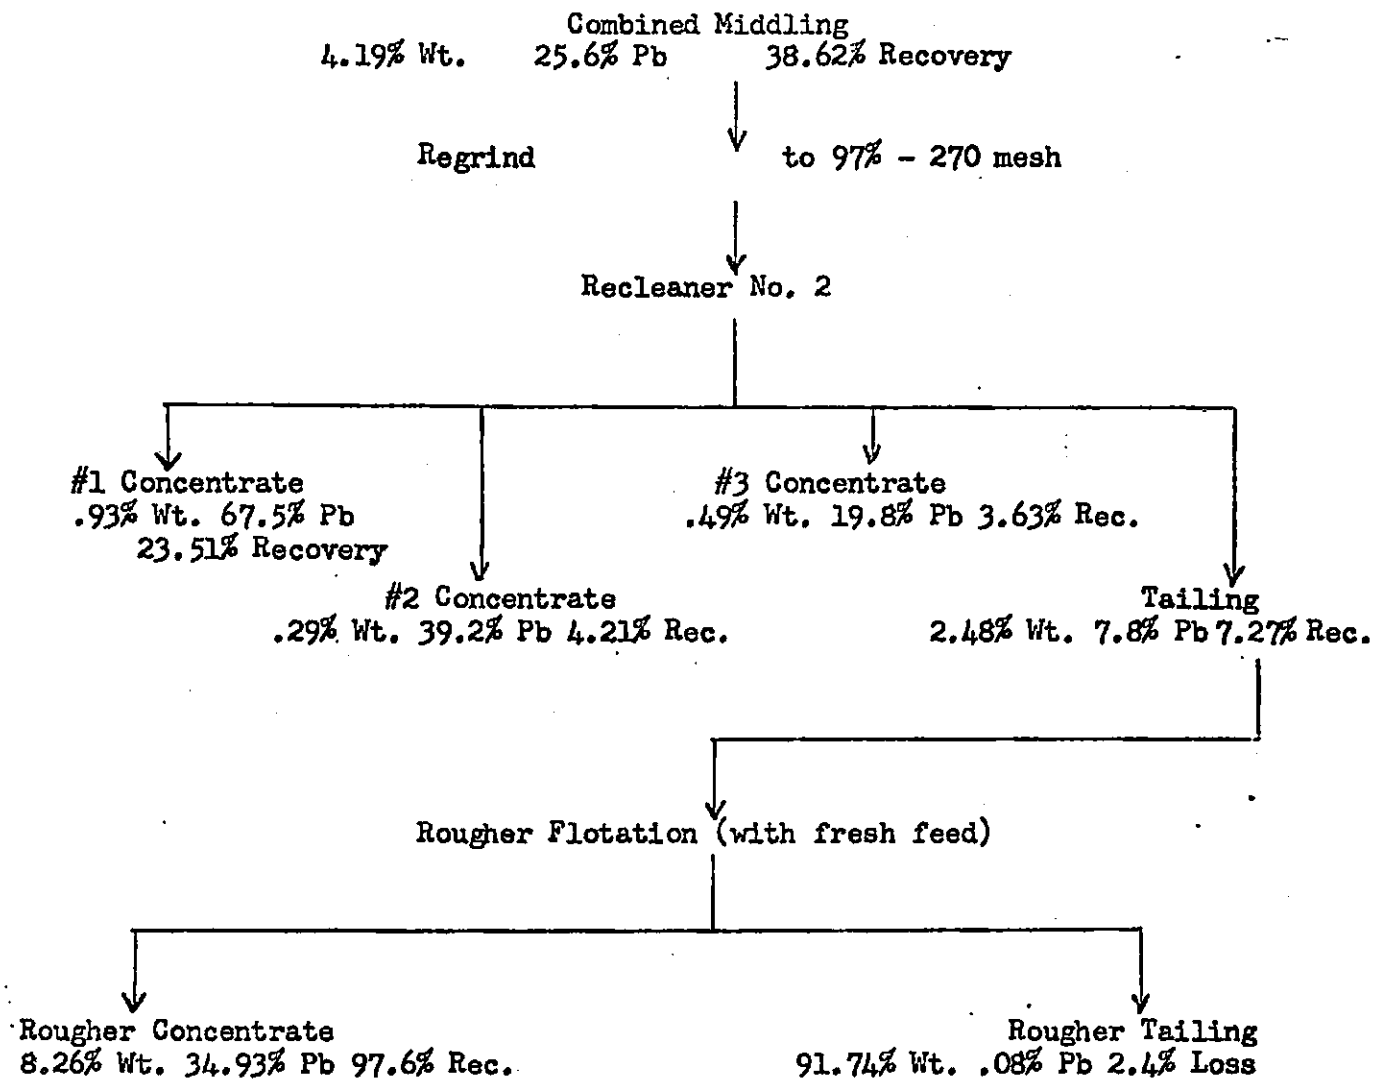 Combined Middling
4.19% Wt. 25.6% Pb 38.62% Recovery
Regrind to 97% - 270 mesh
Recleaner No. 2
#1 Concentrate
.93% Wt. 67.5% Pb
23.51% Recovery
#3 Concentrate
.49% Wt. 19.8% Pb 3.63% Rec.
#2 Concentrate
.29% Wt. 39.2% Pb 4.21% Rec.
Tailing
2.48% Wt. 7.8% Pb 7.27% Rec.
Rougher Flotation (with fresh feed)
Rougher Concentrate
8.26% Wt. 34.93% Pb 97.6% Rec.
Rougher Tailing
91.74% Wt. .08% Pb 2.4% Loss